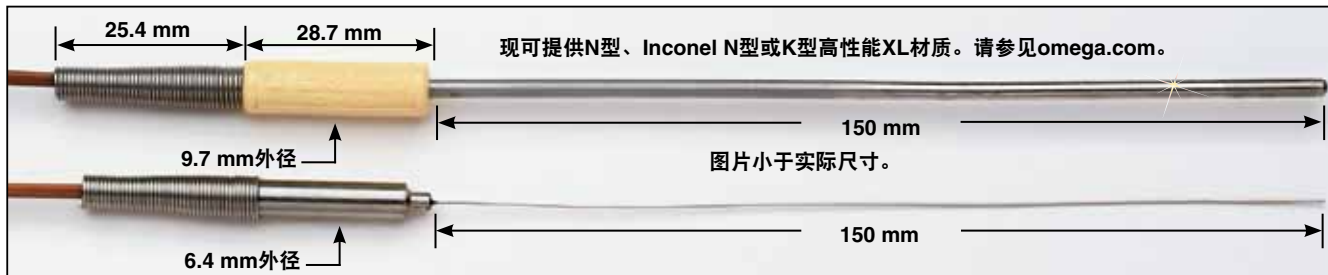 25.4 mm
28.7 mm
现可提供N型、Inconel N型或K型高性能XL材质。请参见omega.com。
150 mm
9.7 mm外径
图片小于实际尺寸。
150 mm
6.4 mm外径